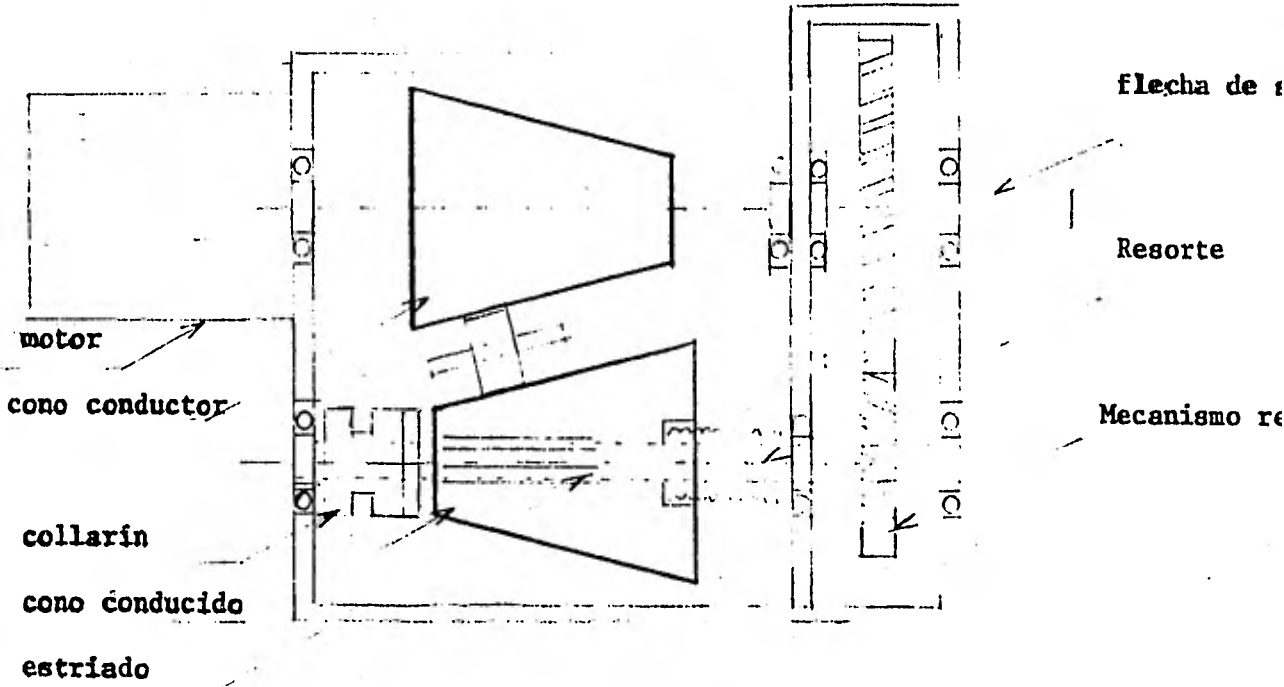 flecha de s
Resorte
motor
cono conductor
Mecanismo re
collarín
cono conducido
estriado